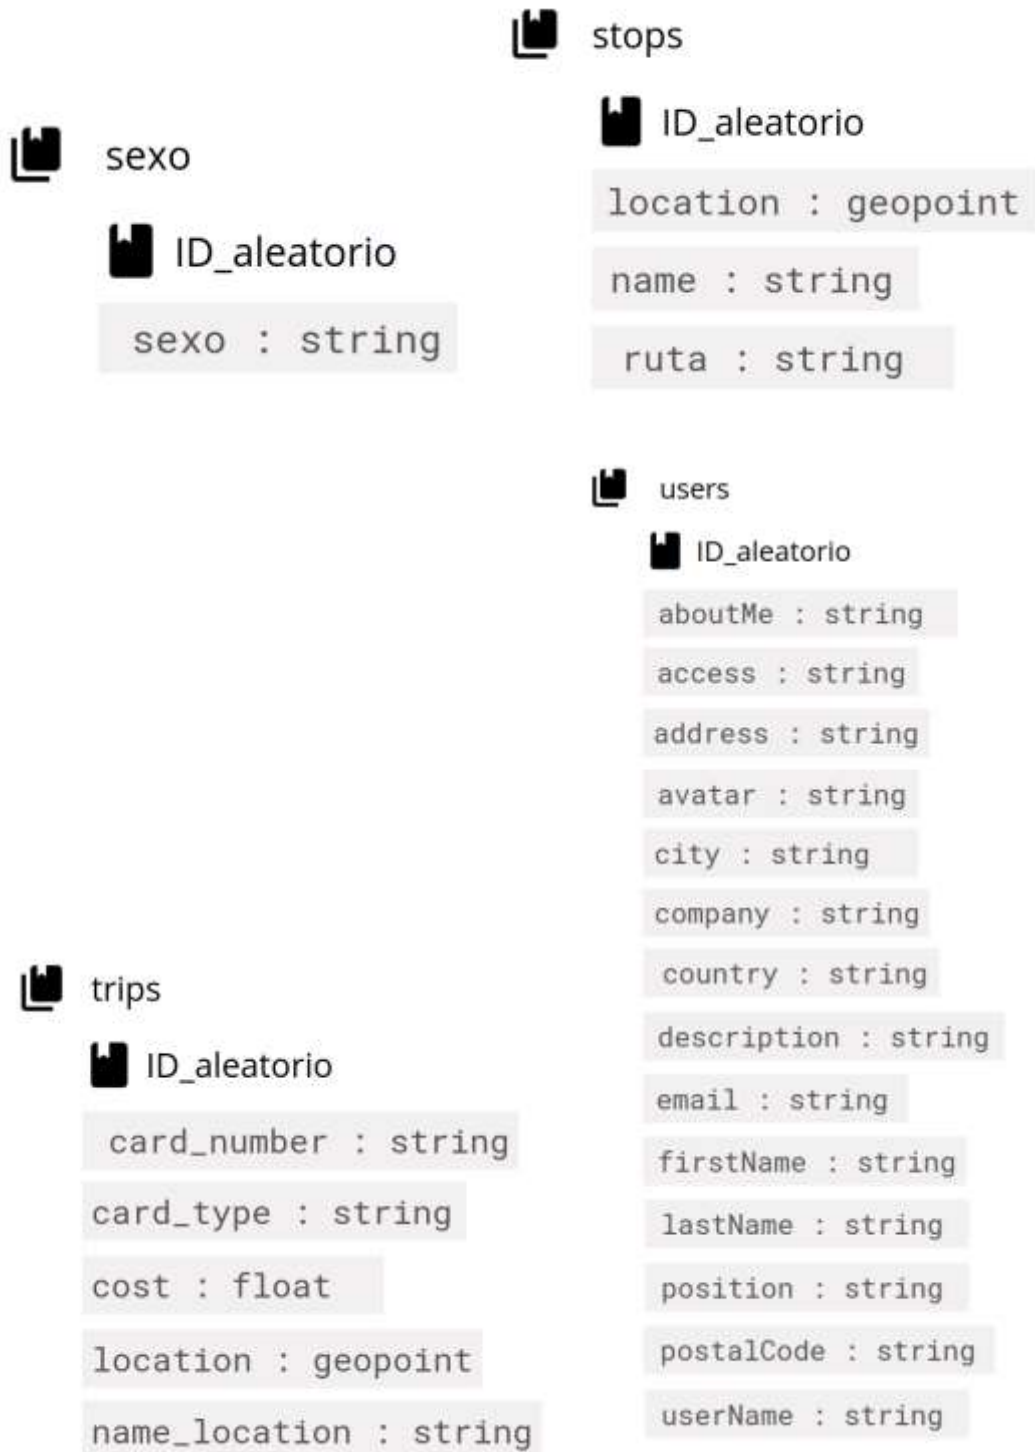 sexo
ID_aleatorio
sexo : string
stops
ID_aleatorio
location : geopoint
name : string
ruta : string
users
ID_aleatorio
aboutMe : string
access : string
address : string
avatar : string
city : string
company : string
country : string
description : string
email : string
firstName : string
lastName : string
position : string
postalCode : string
userName : string
trips
ID_aleatorio
card_number : string
card_type : string
cost : float
location : geopoint
name_location : string